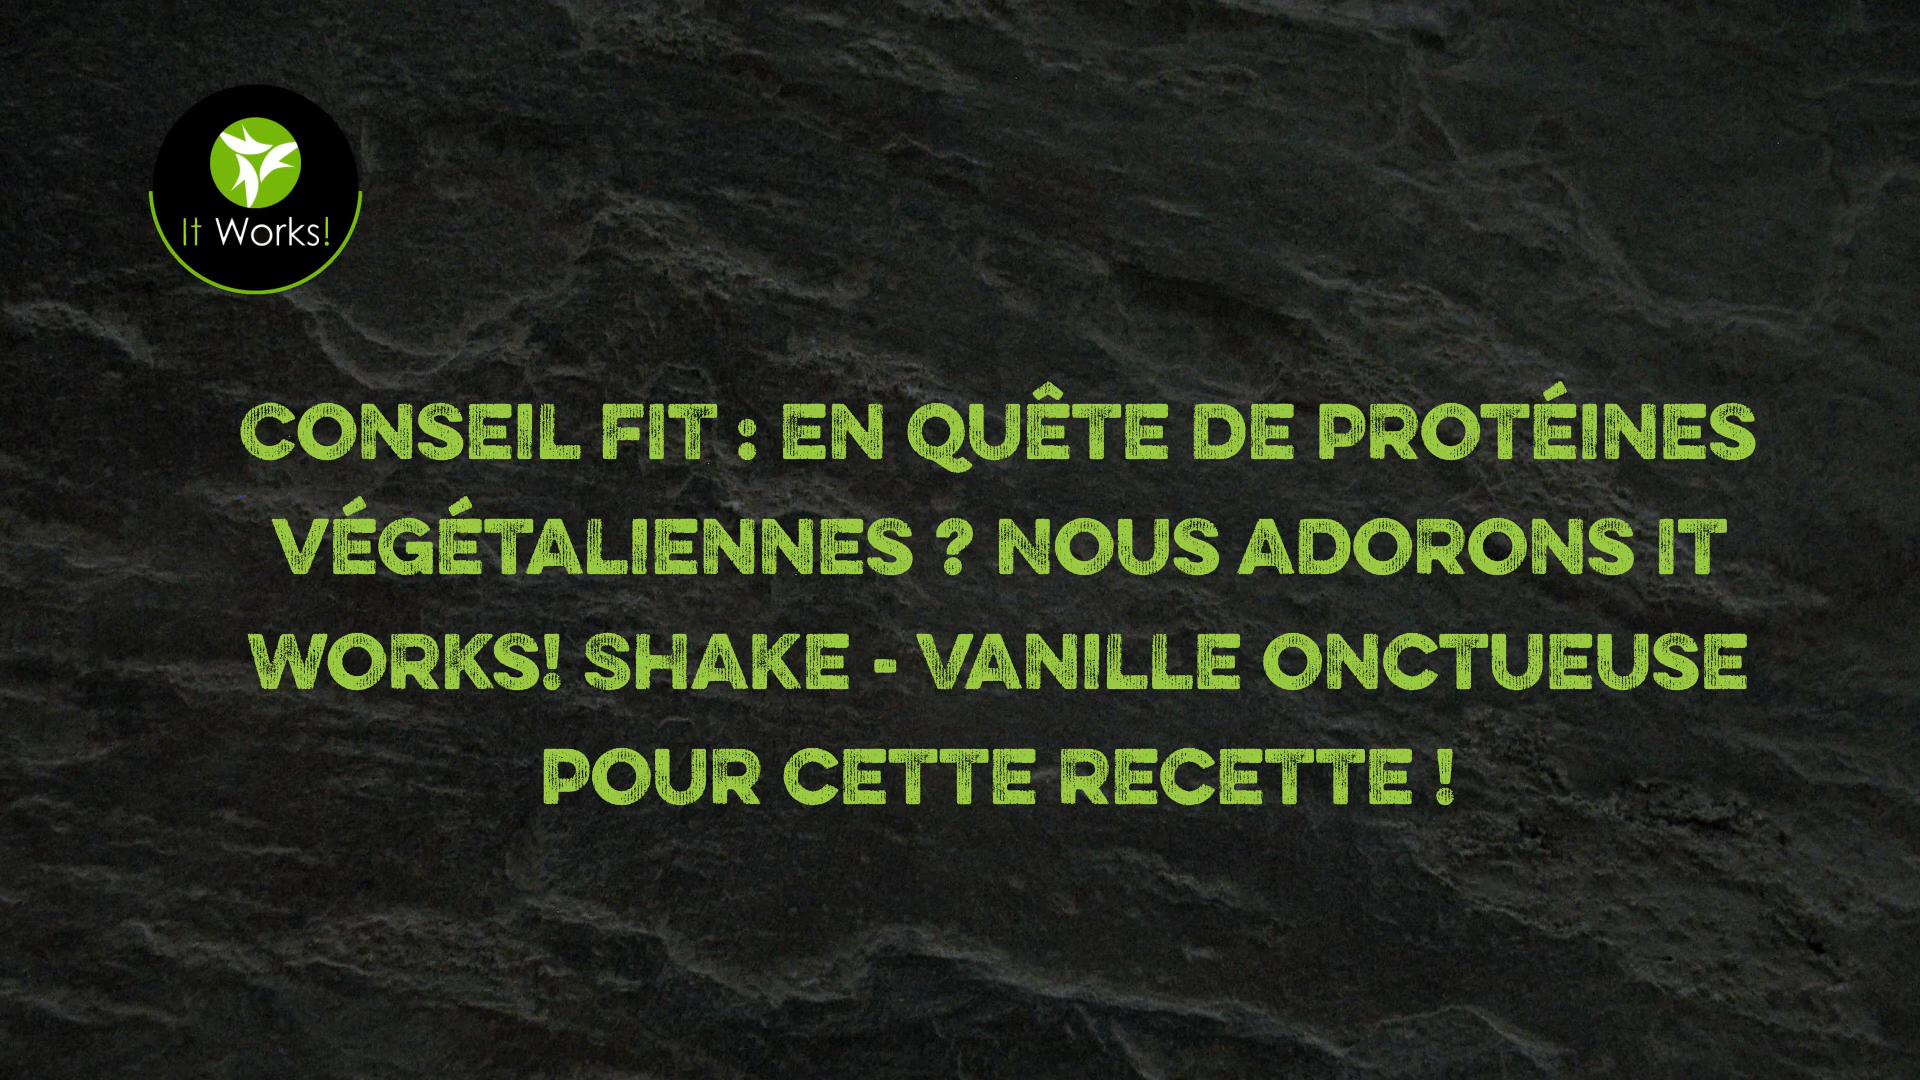 It Works!
CONSEIL FIT : EN QUÊTE DE PROTÉINES
VÉGÉTALIENNES ? NOUS ADORONS IT
WORKS! SHAKE - VANILLE ONCTUEUSE
POUR CETTE RECETTE !